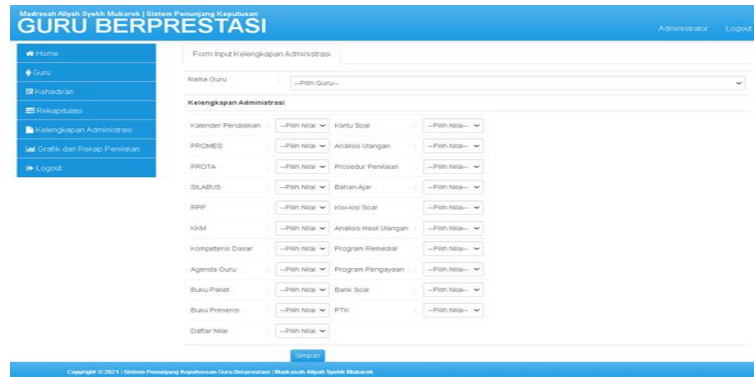 Madrasah Aliyah Syekh Mubarok | Sistem Penunjang Keputusan
GURU BERPRESTASI
Administrator Logout
Home
Guru
Kehadiran
Rekapitulasi
Kelengkapan Administrasi
Grafik dan Rekap Penilaian
Logout
Form Input Kelengkapan Administrasi
Nama Guru : --Pilih Guru--
Kelengkapan Administrasi
Kalender Pendidikan : --Pilih Nilai Kartu Soal : --Pilih Nilai--
PROMES : --Pilih Nilai Analisis Ulangan : --Pilih Nilai--
PROTA : --Pilih Nilai Prosedur Penilaian : --Pilih Nilai--
SILABUS : --Pilih Nilai Bahan Ajar : --Pilih Nilai--
RPP : --Pilih Nilai Kisi-kisi Soal : --Pilih Nilai--
KKM : --Pilih Nilai Analisis Hasil Ulangan : --Pilih Nilai--
Kompetensi Dasar : --Pilih Nilai Program Remedial : --Pilih Nilai--
Agenda Guru : --Pilih Nilai Program Pengayaan : --Pilih Nilai--
Buku Paket : --Pilih Nilai Bank Soal : --Pilih Nilai--
Buku Presensi : --Pilih Nilai PTK : --Pilih Nilai--
Daftar Nilai : --Pilih Nilai
Simpan
Copyright © 2021 | Sistem Penunjang Keputusan Guru Berprestasi | Madrasah Aliyah Syekh Mubarok